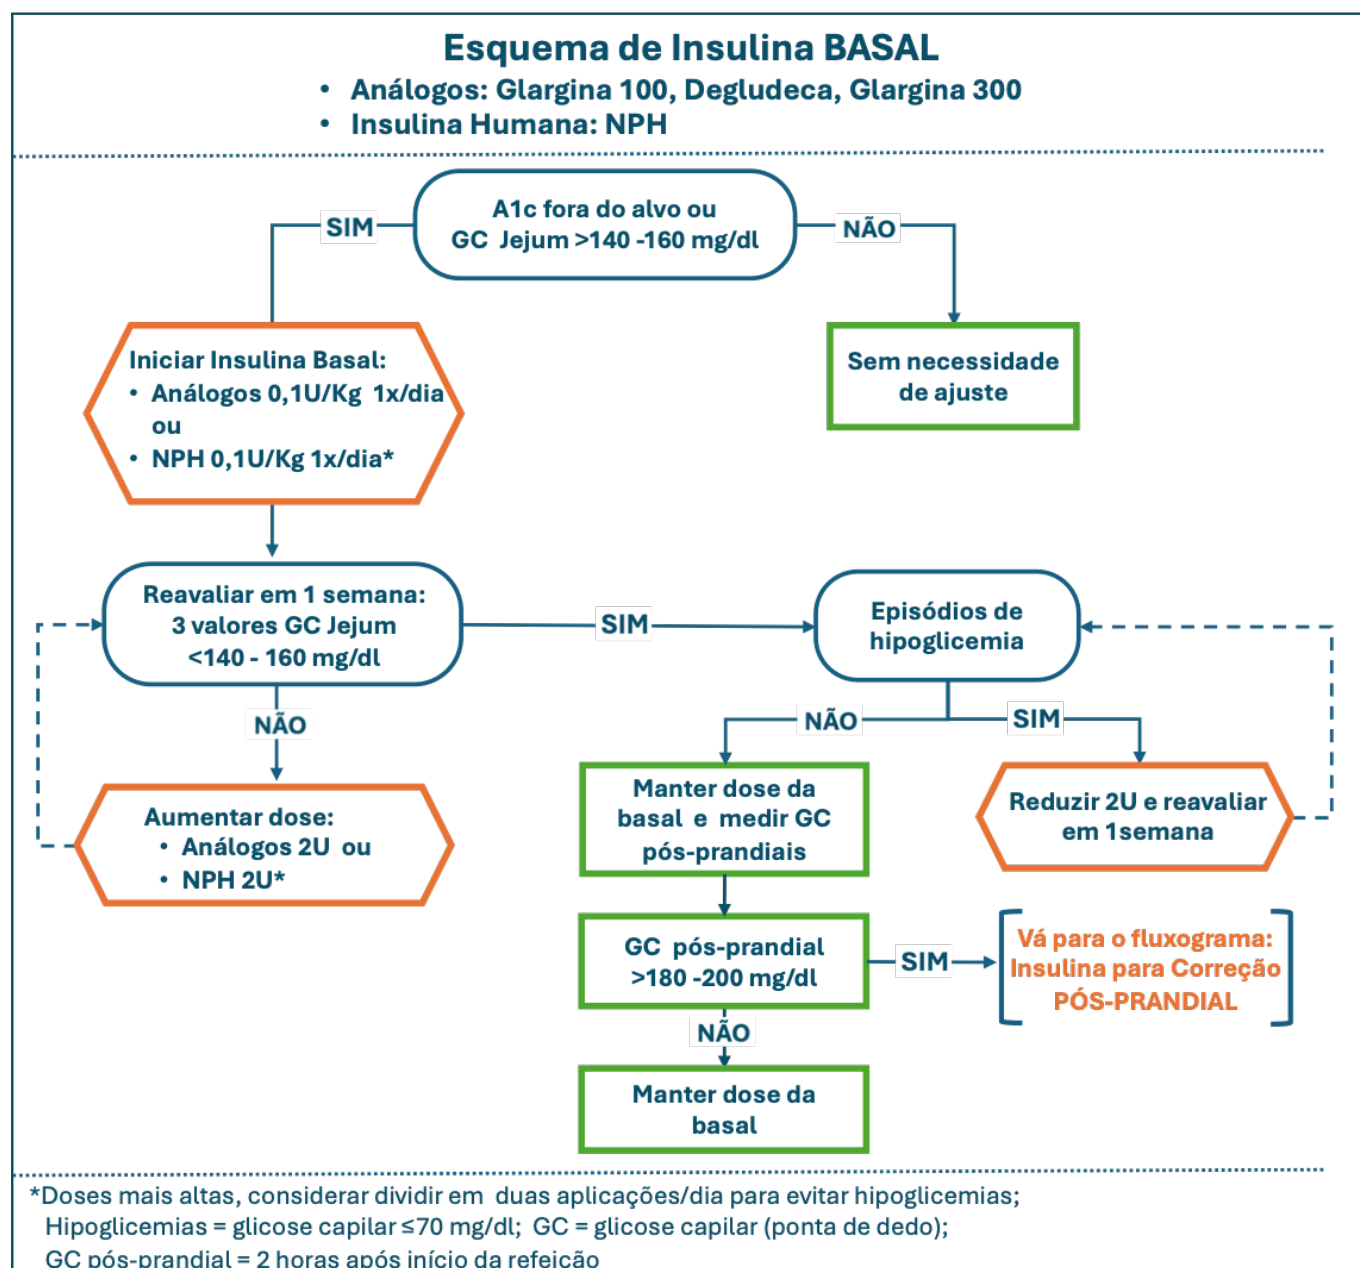 Esquema de Insulina BASAL
• Análogos: Glargina 100, Degludeca, Glargina 300
• Insulina Humana: NPH
A1c fora do alvo ou
GC Jejum >140 -160 mg/dl
SIM
NÃO
Iniciar Insulina Basal:
• Análogos 0,1U/Kg 1x/dia
ou
• NPH 0,1U/Kg 1x/dia*
Sem necessidade
de ajuste
Reavaliar em 1 semana:
3 valores GC Jejum
<140 - 160 mg/dl
SIM
Episódios de
hipoglicemia
NÃO
NÃO
SIM
Aumentar dose:
• Análogos 2U ou
• NPH 2U*
Manter dose da
basal e medir GC
pós-prandiais
Reduzir 2U e reavaliar
em 1semana
GC pós-prandial
>180 -200 mg/dl
SIM
Vá para o fluxograma:
Insulina para Correção
PÓS-PRANDIAL
NÃO
Manter dose da
basal
*Doses mais altas, considerar dividir em duas aplicações/dia para evitar hipoglicemias;
Hipoglicemias = glicose capilar ≤70 mg/dl; GC = glicose capilar (ponta de dedo);
GC pós-prandial = 2 horas após início da refeição